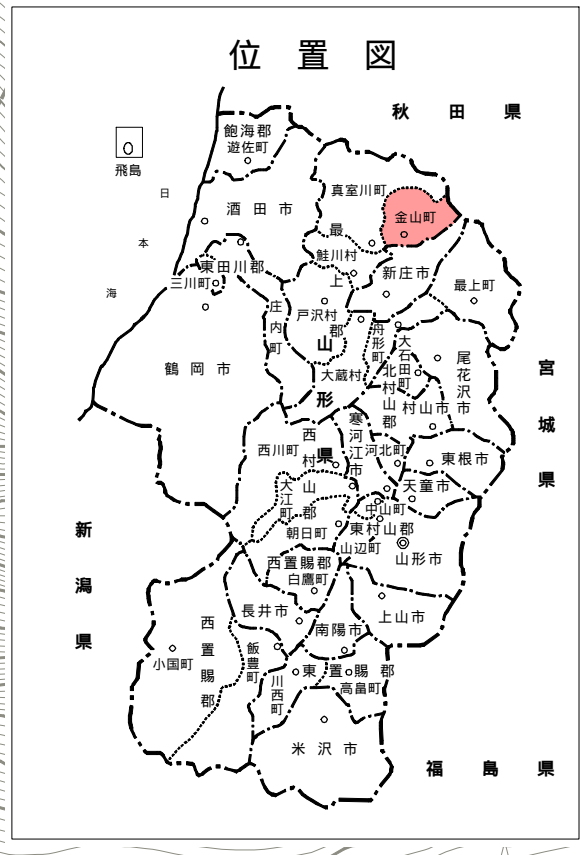 位置図
秋田県
飽海郡
遊佐町
飛島
日本海
真室川町
金山町
酒田市
最上郡
鮭川村
東田川郡
三川町
新庄市
最上町
庄内町
戸沢村
舟形町
大石田町
尾花沢市
山形県
鶴岡市
大蔵村
北村山郡
村山市
宮城県
西川町
西村山郡
寒河江市
河北町
東根市
大江町
天童市
中山町
新潟県
朝日町
東村山郡
山辺町
山形市
西置賜郡
白鷹町
長井市
上山市
西置賜郡
小国町
飯豊町
南陽市
川西町
東置賜郡
高畠町
米沢市
福島県